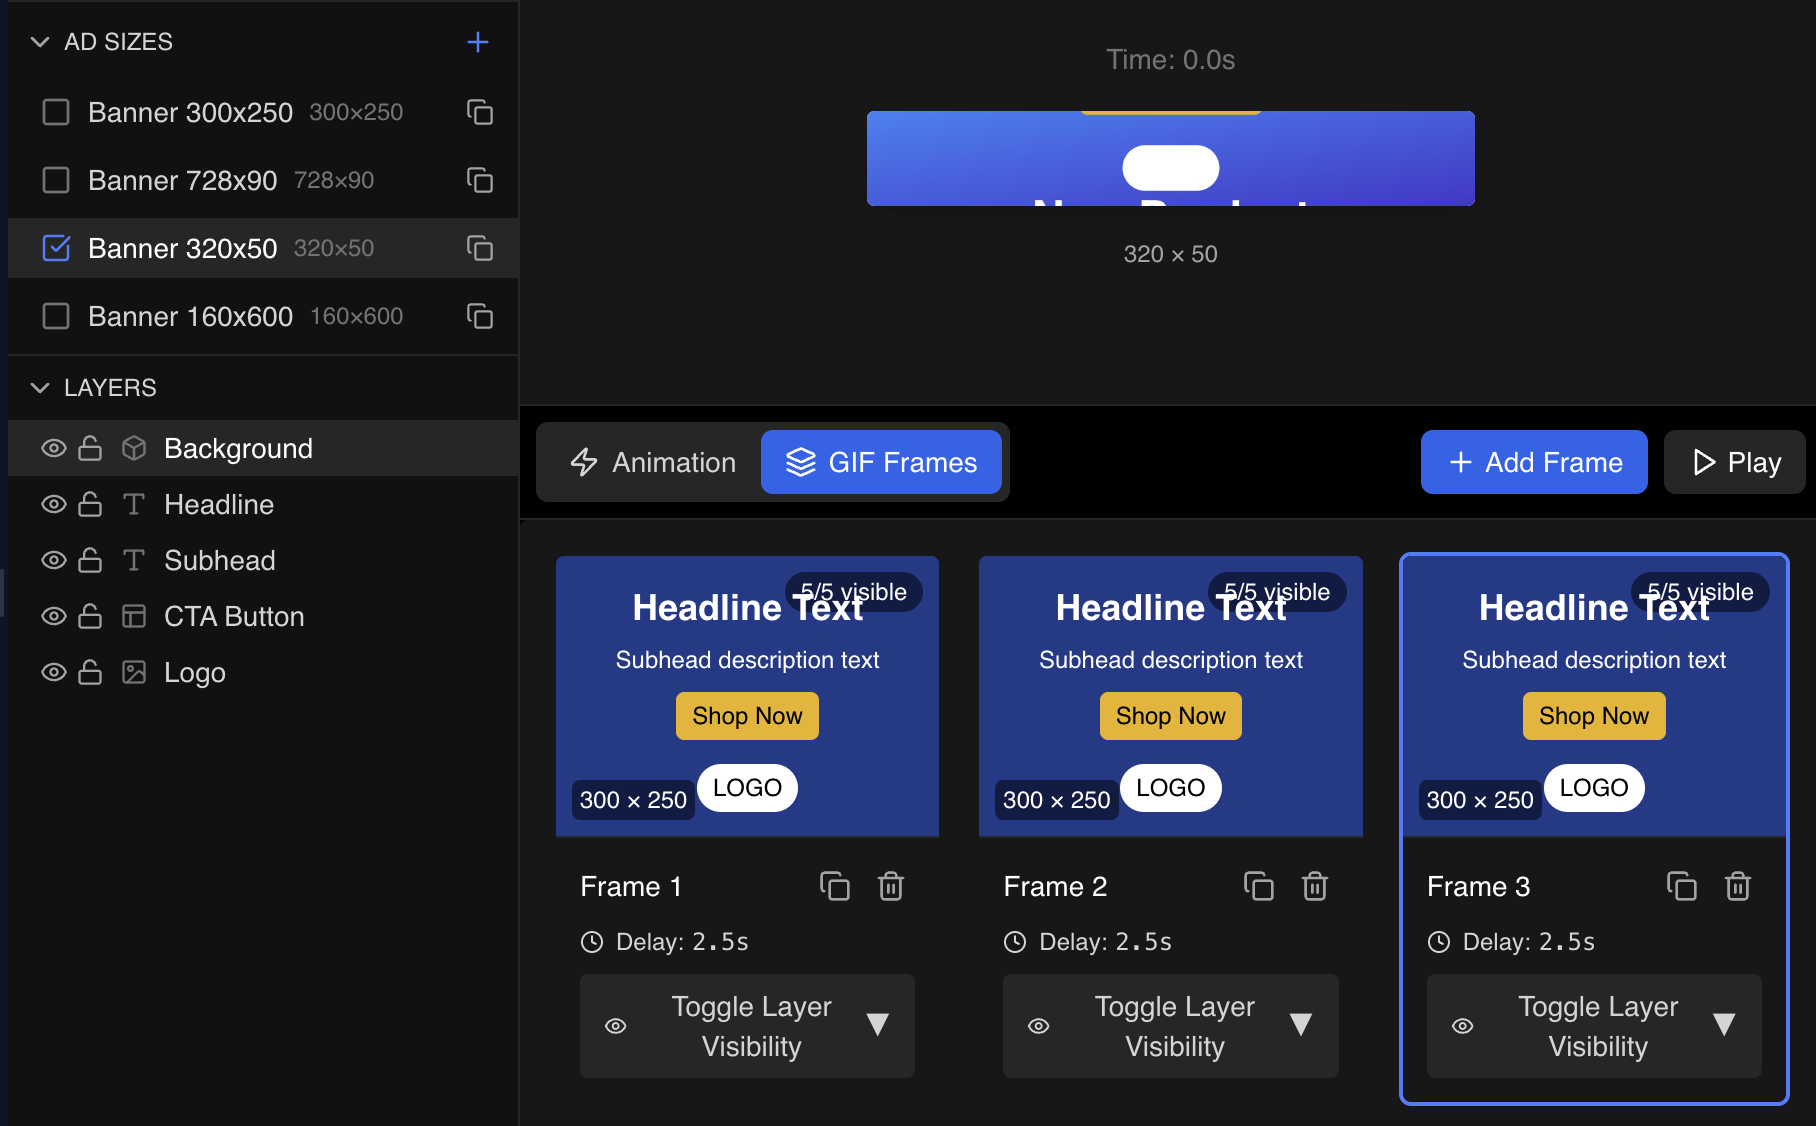 AD SIZES
Banner 300x250 300×250
Banner 728x90 728×90
Banner 320x50 320×50
Banner 160x600 160×600
LAYERS
Background
Headline
Subhead
CTA Button
Logo
Time: 0.0s
320 × 50
Animation
GIF Frames
Add Frame
Play
5/5 visible
Headline Text
Subhead description text
Shop Now
LOGO
300 × 250
Frame 1
Delay: 2.5s
Toggle Layer
Visibility
5/5 visible
Headline Text
Subhead description text
Shop Now
LOGO
300 × 250
Frame 2
Delay: 2.5s
Toggle Layer
Visibility
5/5 visible
Headline Text
Subhead description text
Shop Now
LOGO
300 × 250
Frame 3
Delay: 2.5s
Toggle Layer
Visibility